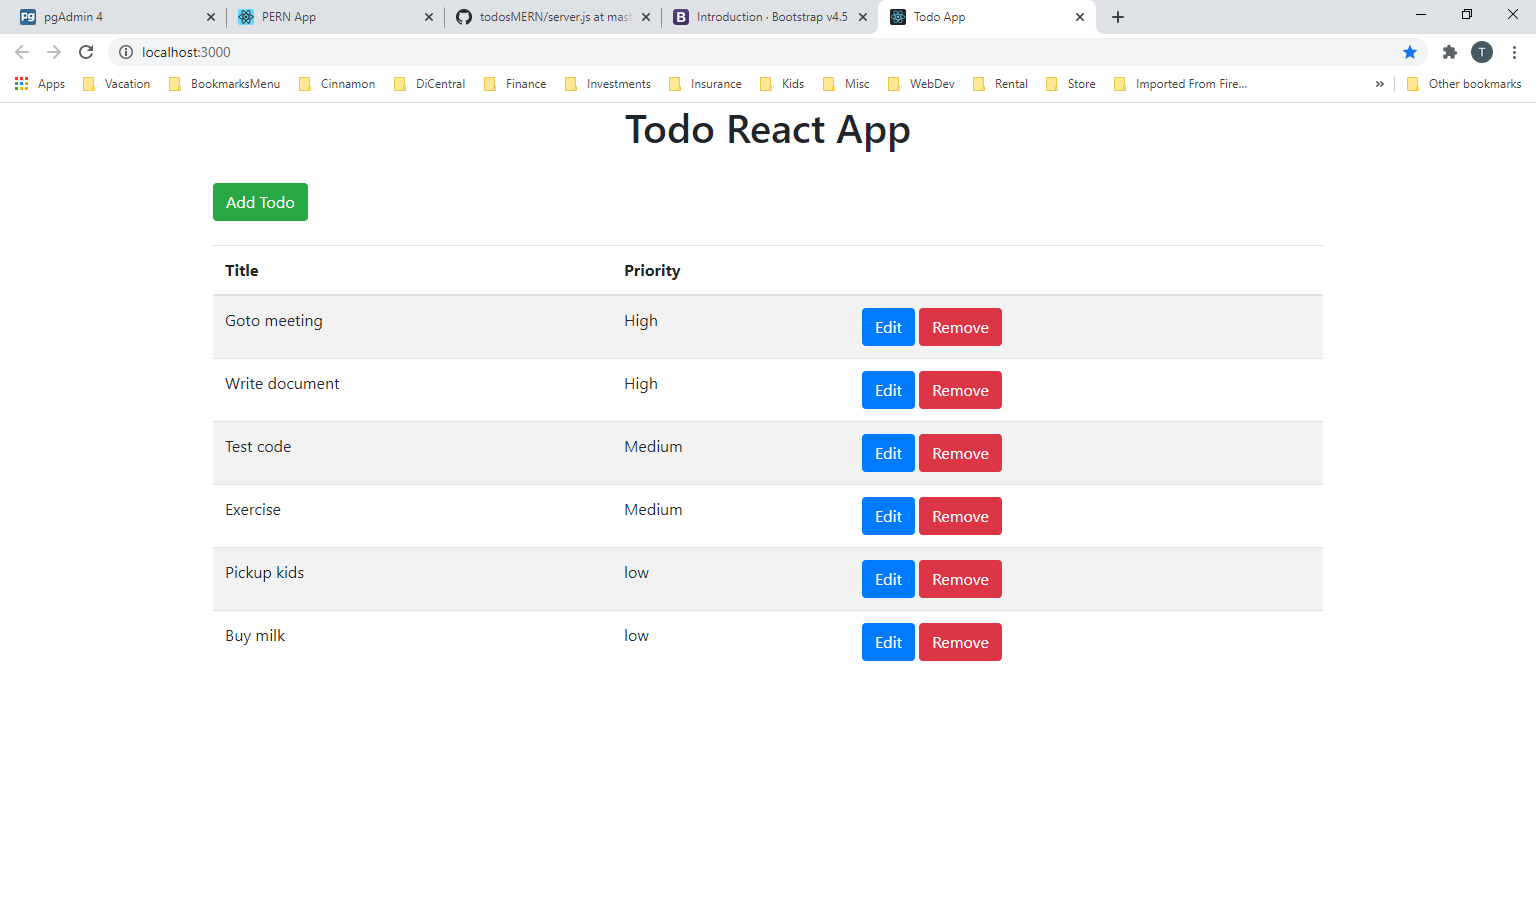 pgAdmin 4
PERN App
todosMERN/server.js at mast
Introduction · Bootstrap v4.5
Todo App
localhost:3000
T
Apps
Vacation
BookmarksMenu
Cinnamon
DiCentral
Finance
Investments
Insurance
Kids
Misc
WebDev
Rental
Store
Imported From Fire...
Other bookmarks
Todo React App
Add Todo
Title Priority
Goto meeting High Edit Remove
Write document High Edit Remove
Test code Medium Edit Remove
Exercise Medium Edit Remove
Pickup kids low Edit Remove
Buy milk low Edit Remove